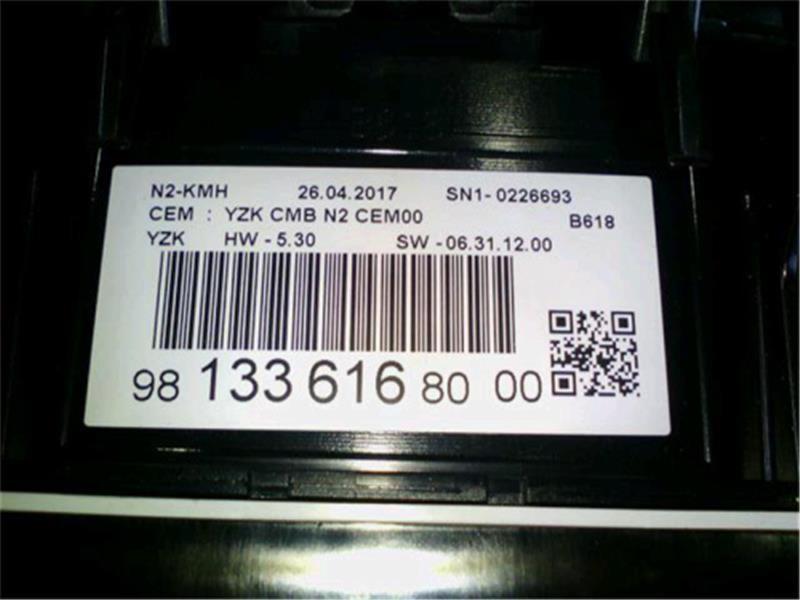 N2-KMH 26.04.2017 SN1-0226693
CEM : YZK CMB N2 CEM00 B618
YZK HW - 5.30 SW - 06.31.12.00
98 133 616 80 00